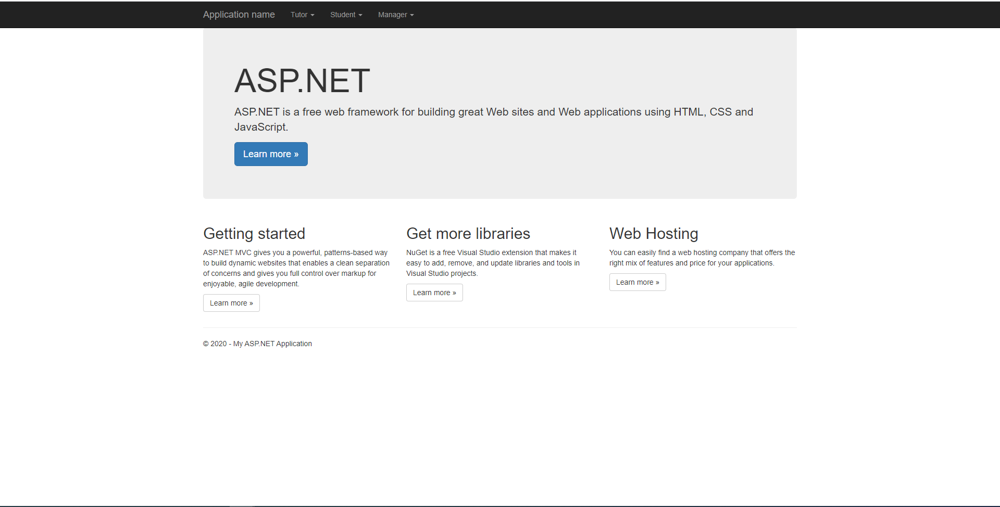 Application name Tutor Student Manager
ASP.NET
ASP.NET is a free web framework for building great Web sites and Web applications using HTML, CSS and
JavaScript.
Learn more »
Getting started
ASP.NET MVC gives you a powerful, patterns-based way
to build dynamic websites that enables a clean separation
of concerns and gives you full control over markup for
enjoyable, agile development.
Learn more »
Get more libraries
NuGet is a free Visual Studio extension that makes it
easy to add, remove, and update libraries and tools in
Visual Studio projects.
Learn more »
Web Hosting
You can easily find a web hosting company that offers the
right mix of features and price for your applications.
Learn more »
© 2020 - My ASP.NET Application